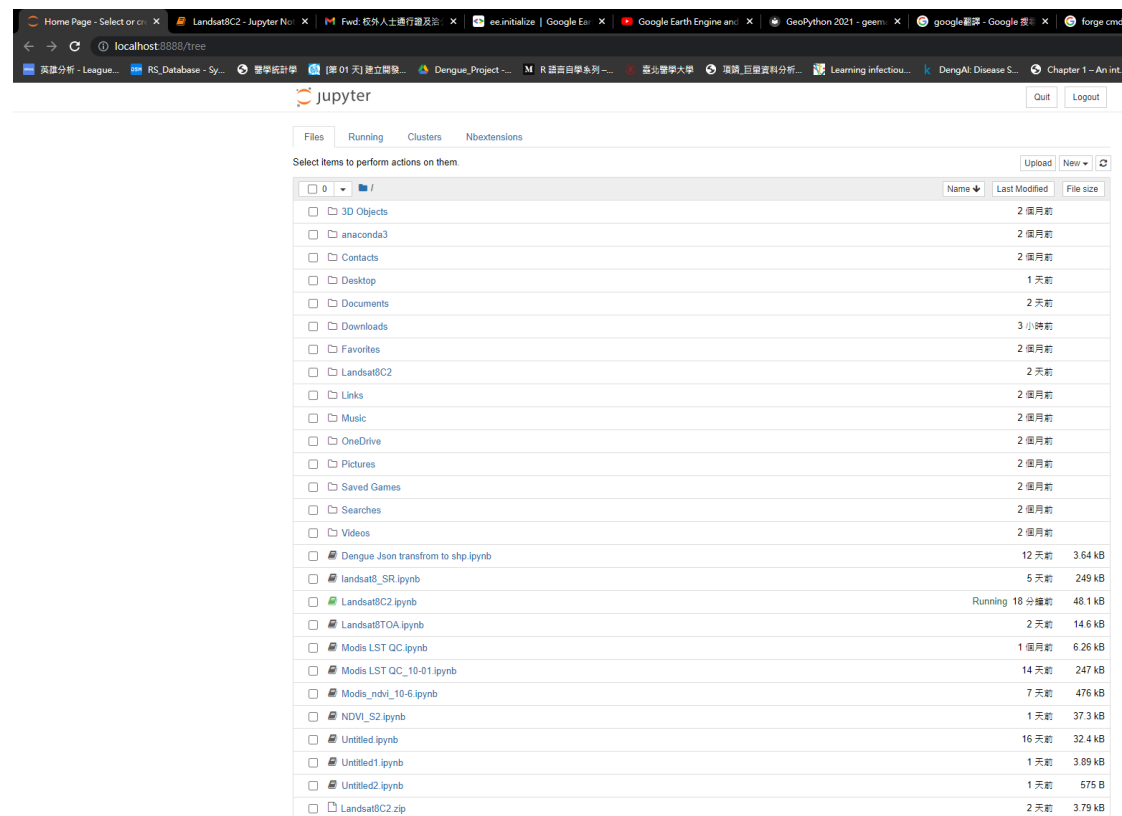 Home Page - Select or cre
Landsat8C2 - Jupyter Not
Fwd: 校外人士通行證及洽
ee.initialize | Google Ear
Google Earth Engine and
GeoPython 2021 - geem
google翻譯 - Google 搜尋
forge cmd
localhost:8888/tree
英雄分析 - League...
RS_Database - Sy...
醫學統計學
[第 01 天] 建立開發...
Dengue_Project -...
R 語言自學系列 –...
臺北醫學大學
項鐃_巨量資料分析...
Learning infectiou...
DengAI: Disease S...
Chapter 1 – An int.
jupyter
Quit
Logout
Files
Running
Clusters
Nbextensions
Select items to perform actions on them.
Upload
New
0
/
Name
Last Modified
File size
3D Objects 2 個月前
anaconda3 2 個月前
Contacts 2 個月前
Desktop 1 天前
Documents 2 天前
Downloads 3 小時前
Favorites 2 個月前
Landsat8C2 2 天前
Links 2 個月前
Music 2 個月前
OneDrive 2 個月前
Pictures 2 個月前
Saved Games 2 個月前
Searches 2 個月前
Videos 2 個月前
Dengue Json transfrom to shp.ipynb 12 天前 3.64 kB
landsat8_SR.ipynb 5 天前 249 kB
Landsat8C2.ipynb Running 18 分鐘前 48.1 kB
Landsat8TOA.ipynb 2 天前 14.6 kB
Modis LST QC.ipynb 1 個月前 6.26 kB
Modis LST QC_10-01.ipynb 14 天前 247 kB
Modis_ndvi_10-6.ipynb 7 天前 476 kB
NDVI_S2.ipynb 1 天前 37.3 kB
Untitled.ipynb 16 天前 32.4 kB
Untitled1.ipynb 1 天前 3.89 kB
Untitled2.ipynb 1 天前 575 B
Landsat8C2.zip 2 天前 3.79 kB